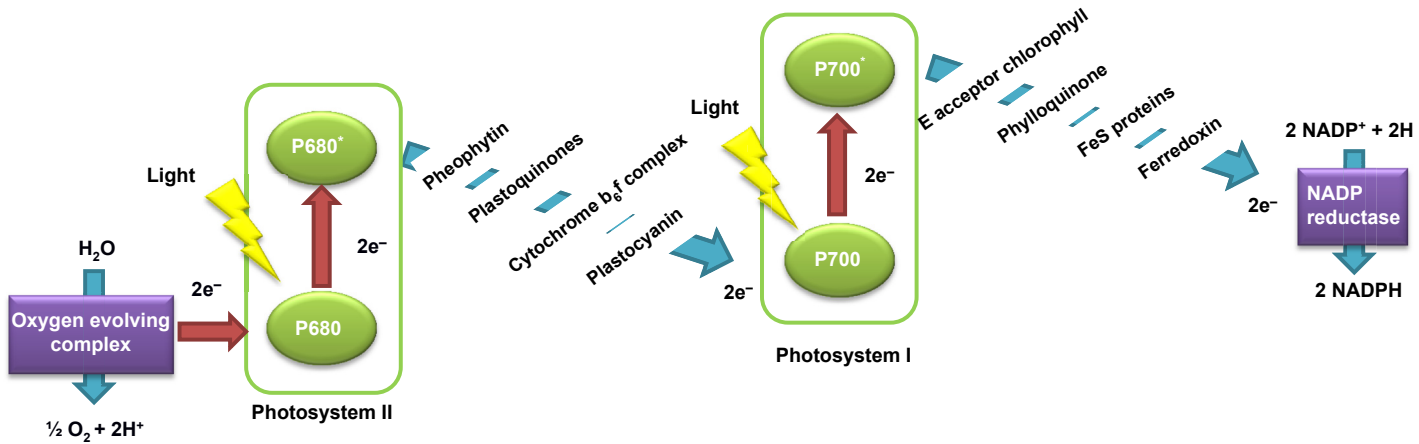 H₂O
Oxygen evolving
complex
½ O₂ + 2H⁺
2e⁻
Light
P680*
2e⁻
P680
Photosystem II
Pheophytin
Plastoquinones
Cytochrome b₆f complex
Plastocyanin
2e⁻
Light
P700*
2e⁻
P700
Photosystem I
E acceptor chlorophyll
Phylloquinone
FeS proteins
Ferredoxin
2e⁻
2 NADP⁺ + 2H
NADP
reductase
2 NADPH